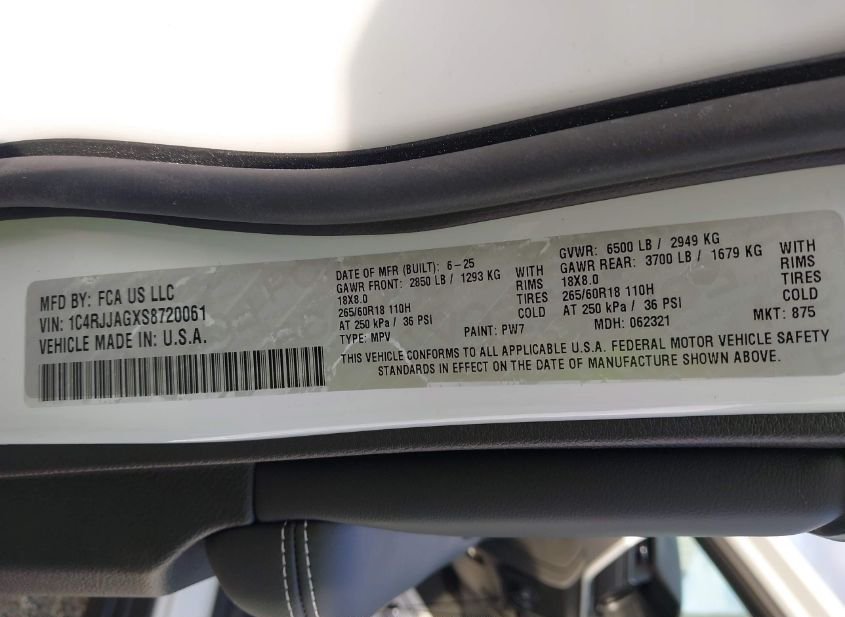 MFD BY: FCA US LLC
VIN: 1C4RJJAGXS8720061
VEHICLE MADE IN: U.S.A.
DATE OF MFR (BUILT): 6-25
GAWR FRONT: 2850 LB / 1293 KG WITH
18X8.0 RIMS
265/60R18 110H TIRES
AT 250 kPa / 36 PSI COLD
TYPE: MPV PAINT: PW7
GVWR: 6500 LB / 2949 KG
GAWR REAR: 3700 LB / 1679 KG WITH
18X8.0 RIMS
265/60R18 110H TIRES
AT 250 kPa / 36 PSI COLD
MDH: 062321 MKT: 875
THIS VEHICLE CONFORMS TO ALL APPLICABLE U.S.A. FEDERAL MOTOR VEHICLE SAFETY
STANDARDS IN EFFECT ON THE DATE OF MANUFACTURE SHOWN ABOVE.